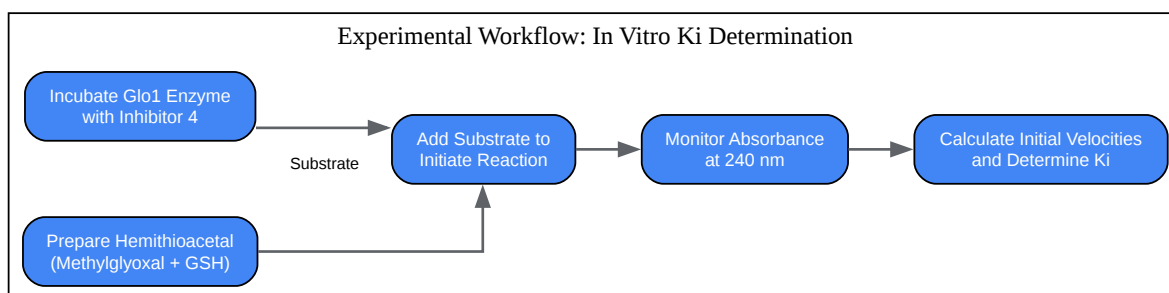 Experimental Workflow: In Vitro Ki Determination
Incubate Glo1 Enzyme
with Inhibitor 4
Substrate
Add Substrate to
Initiate Reaction
Monitor Absorbance
at 240 nm
Calculate Initial Velocities
and Determine Ki
Prepare Hemithioacetal
(Methylglyoxal + GSH)